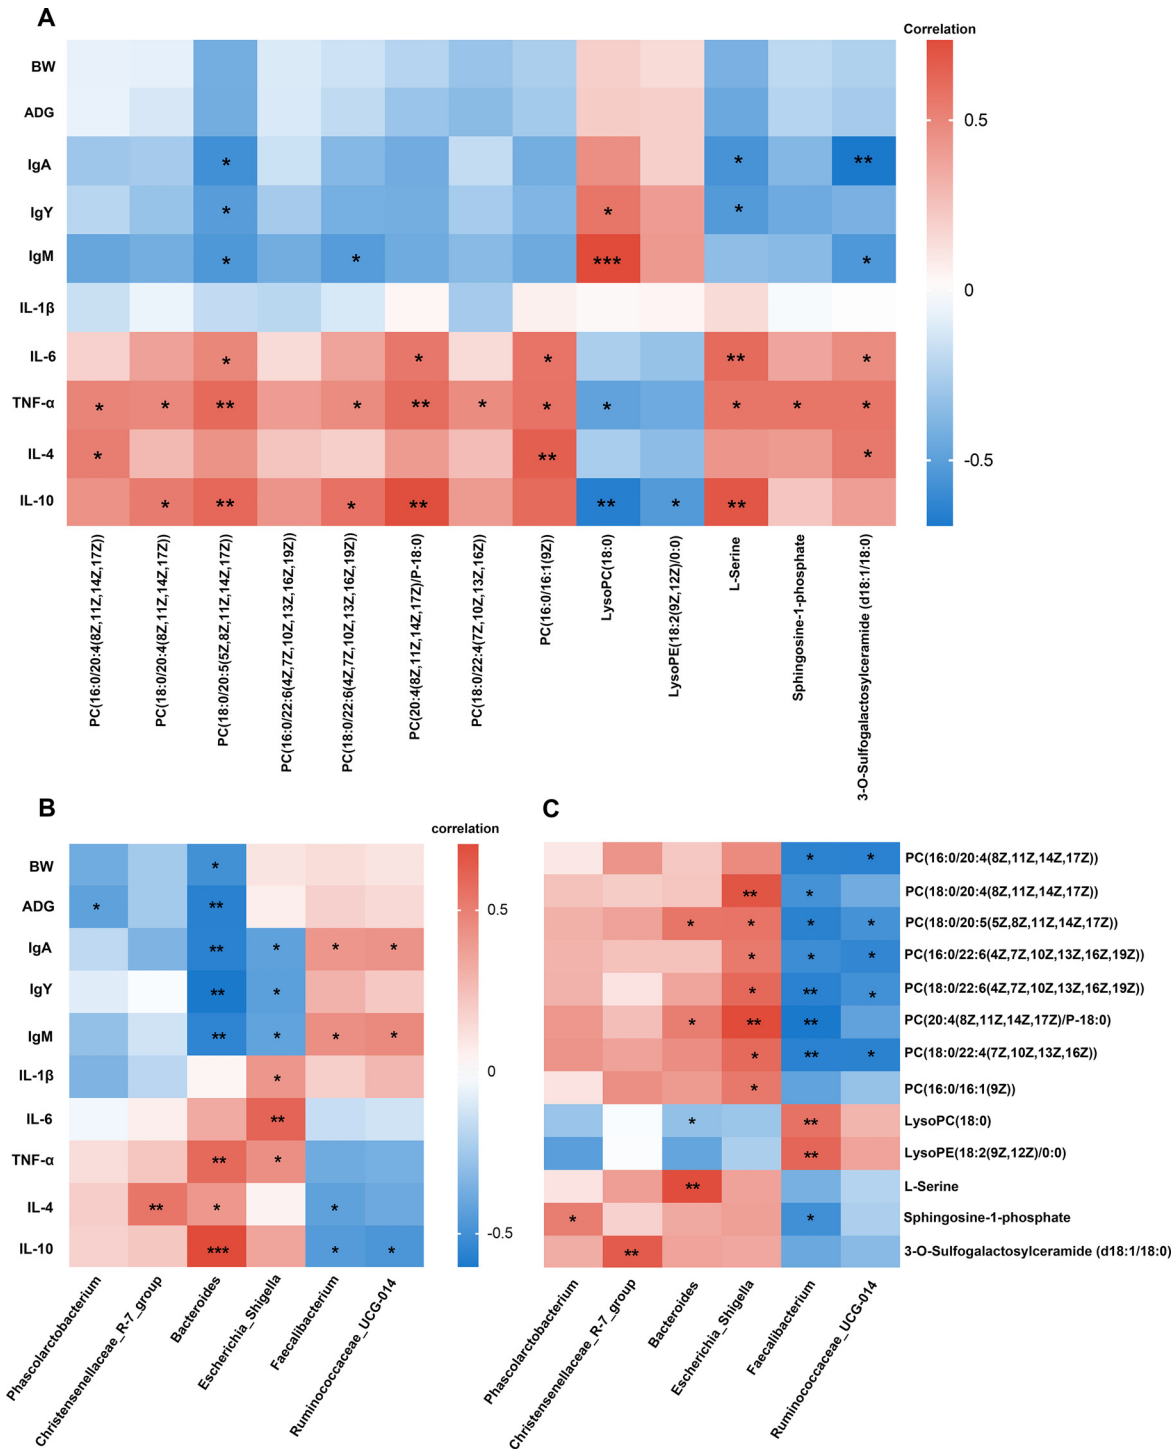 A
Correlation
BW
ADG
IgA
* * **
IgY
* * *
IgM
* * *** *
IL-1β
IL-6
* * * ** *
TNF-α
* * ** * ** * * * * * *
IL-4
* ** *
IL-10
* ** * ** ** * **
0.5
0
-0.5
PC(16:0/20:4(8Z,11Z,14Z,17Z))
PC(18:0/20:4(8Z,11Z,14Z,17Z))
PC(18:0/20:5(5Z,8Z,11Z,14Z,17Z))
PC(16:0/22:6(4Z,7Z,10Z,13Z,16Z,19Z))
PC(18:0/22:6(4Z,7Z,10Z,13Z,16Z,19Z))
PC(20:4(8Z,11Z,14Z,17Z)/P-18:0)
PC(18:0/22:4(7Z,10Z,13Z,16Z))
PC(16:0/16:1(9Z))
LysoPC(18:0)
LysoPE(18:2(9Z,12Z)/0:0)
L-Serine
Sphingosine-1-phosphate
3-O-Sulfogalactosylceramide (d18:1/18:0)
B
correlation
BW
*
ADG
* **
IgA
** * * *
IgY
** *
IgM
** * * *
IL-1β
*
IL-6
**
TNF-α
** *
IL-4
** * *
IL-10
*** * *
0.5
0
-0.5
Phascolarctobacterium
Christensenellaceae_R-7_group
Bacteroides
Escherichia_Shigella
Faecalibacterium
Ruminococcaceae_UCG-014
C
* * PC(16:0/20:4(8Z,11Z,14Z,17Z))
** * PC(18:0/20:4(8Z,11Z,14Z,17Z))
* * * * PC(18:0/20:5(5Z,8Z,11Z,14Z,17Z))
* * * PC(16:0/22:6(4Z,7Z,10Z,13Z,16Z,19Z))
* ** * PC(18:0/22:6(4Z,7Z,10Z,13Z,16Z,19Z))
* ** ** PC(20:4(8Z,11Z,14Z,17Z)/P-18:0)
* ** * PC(18:0/22:4(7Z,10Z,13Z,16Z))
* PC(16:0/16:1(9Z))
* ** LysoPC(18:0)
** LysoPE(18:2(9Z,12Z)/0:0)
** L-Serine
* * Sphingosine-1-phosphate
** 3-O-Sulfogalactosylceramide (d18:1/18:0)
Phascolarctobacterium
Christensenellaceae_R-7_group
Bacteroides
Escherichia_Shigella
Faecalibacterium
Ruminococcaceae_UCG-014